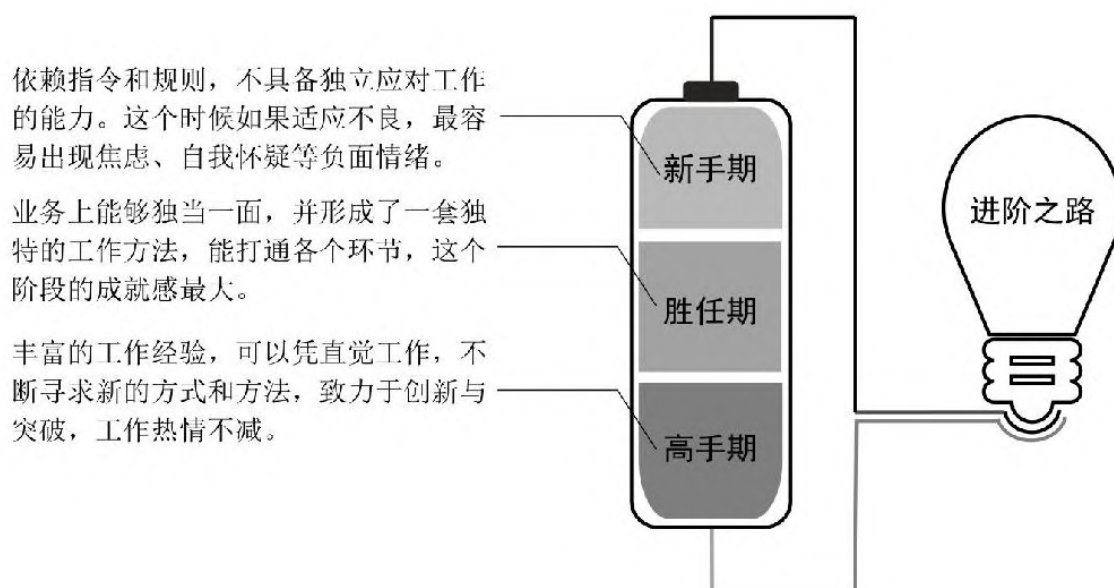 依赖指令和规则，不具备独立应对工作
的能力。这个时候如果适应不良，最容
易出现焦虑、自我怀疑等负面情绪。
新手期
业务上能够独当一面，并形成了一套独
特的工作方法，能打通各个环节，这个
阶段的成就感最大。
胜任期
丰富的工作经验，可以凭直觉工作，不
断寻求新的方式和方法，致力于创新与
突破，工作热情不减。
高手期
进阶之路